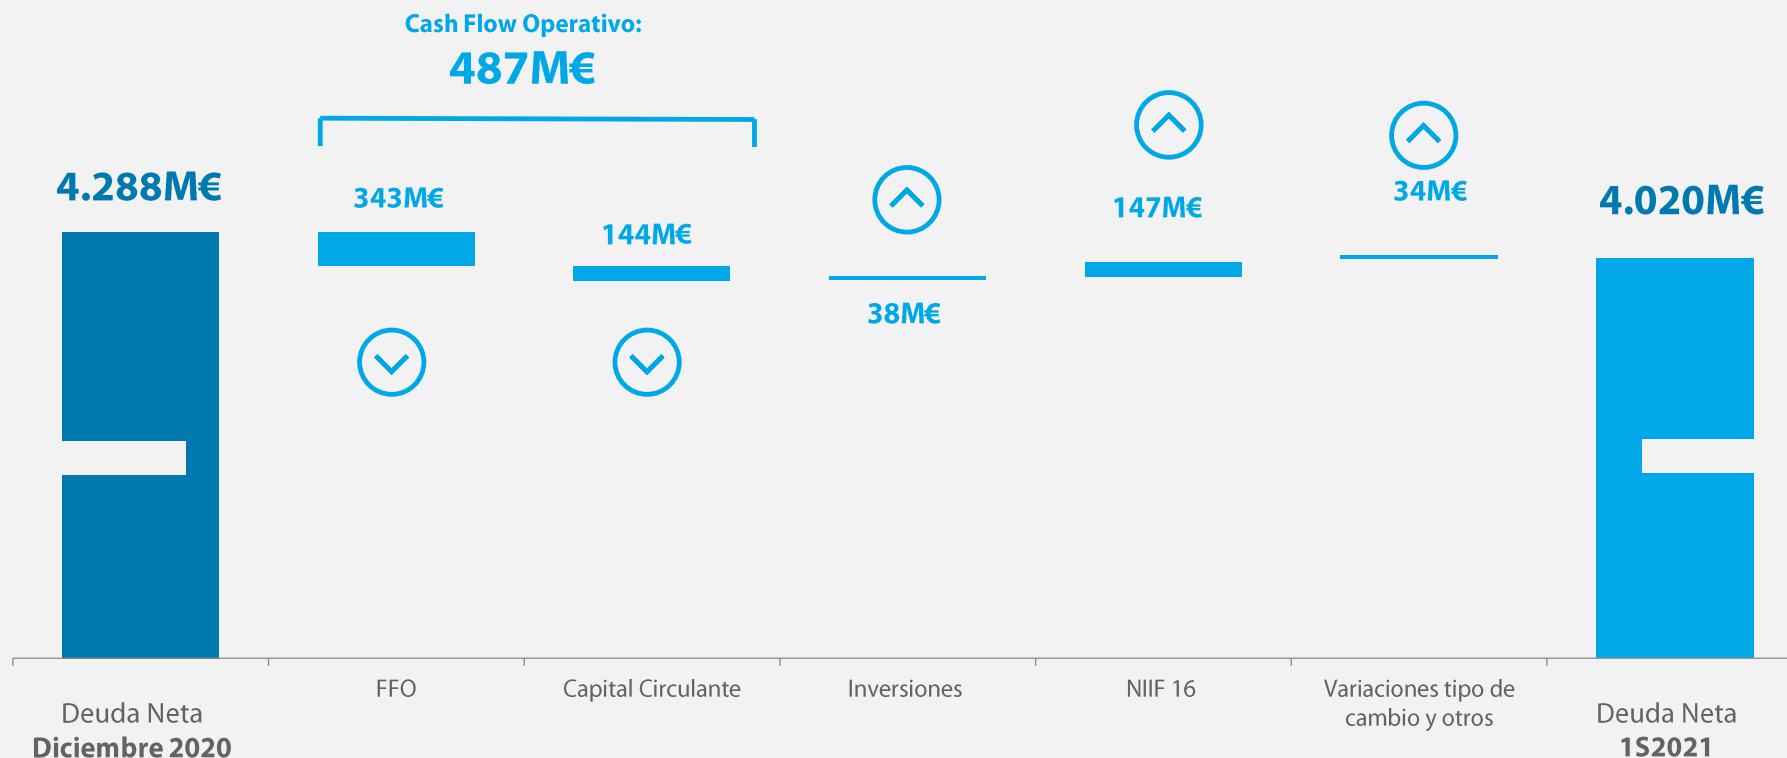 Cash Flow Operativo:
487M€
4.288M€
343M€
144M€
38M€
147M€
34M€
4.020M€
Deuda Neta
Diciembre 2020
FFO
Capital Circulante
Inversiones
NIIF 16
Variaciones tipo de
cambio y otros
Deuda Neta
1S2021